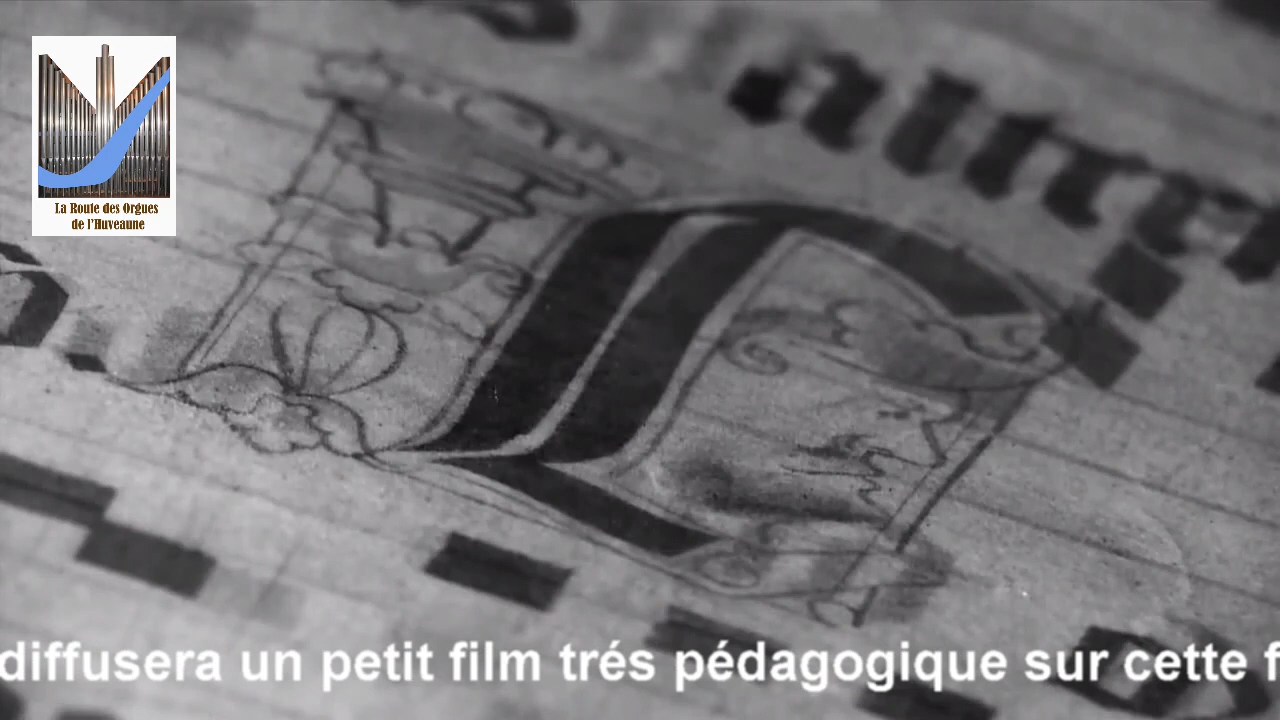 La Route des Orgues
de l'Huveaune
diffusera un petit film trés pédagogique sur cette f